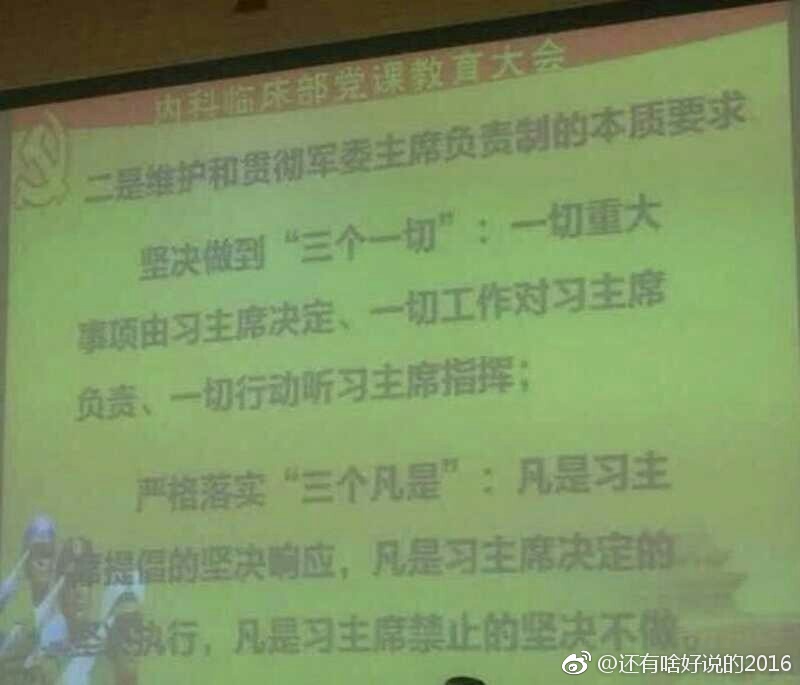 内科临床部党课教育大会
二是维护和贯彻军委主席负责制的本质要求
坚决做到“三个一切”：一切重大
事项由习主席决定、一切工作对习主席
负责、一切行动听习主席指挥；
严格落实“三个凡是”：凡是习主
席提倡的坚决响应，凡是习主席决定的
坚决执行，凡是习主席禁止的坚决不做
@还有啥好说的2016